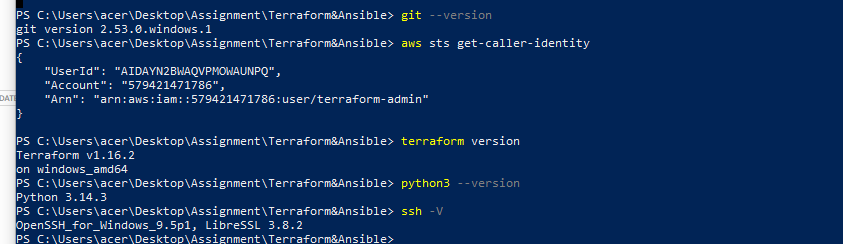 PS C:\Users\acer\Desktop\Assignment\Terraform&Ansible> git --version
git version 2.53.0.windows.1
PS C:\Users\acer\Desktop\Assignment\Terraform&Ansible> aws sts get-caller-identity
{
    "UserId": "AIDAYN2BWAQVPMOWAUNPQ",
    "Account": "579421471786",
    "Arn": "arn:aws:iam::579421471786:user/terraform-admin"
}
DATE
PS C:\Users\acer\Desktop\Assignment\Terraform&Ansible> terraform version
Terraform v1.16.2
on windows_amd64
PS C:\Users\acer\Desktop\Assignment\Terraform&Ansible> python3 --version
Python 3.14.3
PS C:\Users\acer\Desktop\Assignment\Terraform&Ansible> ssh -V
OpenSSH_for_Windows_9.5p1, LibreSSL 3.8.2
PS C:\Users\acer\Desktop\Assignment\Terraform&Ansible>